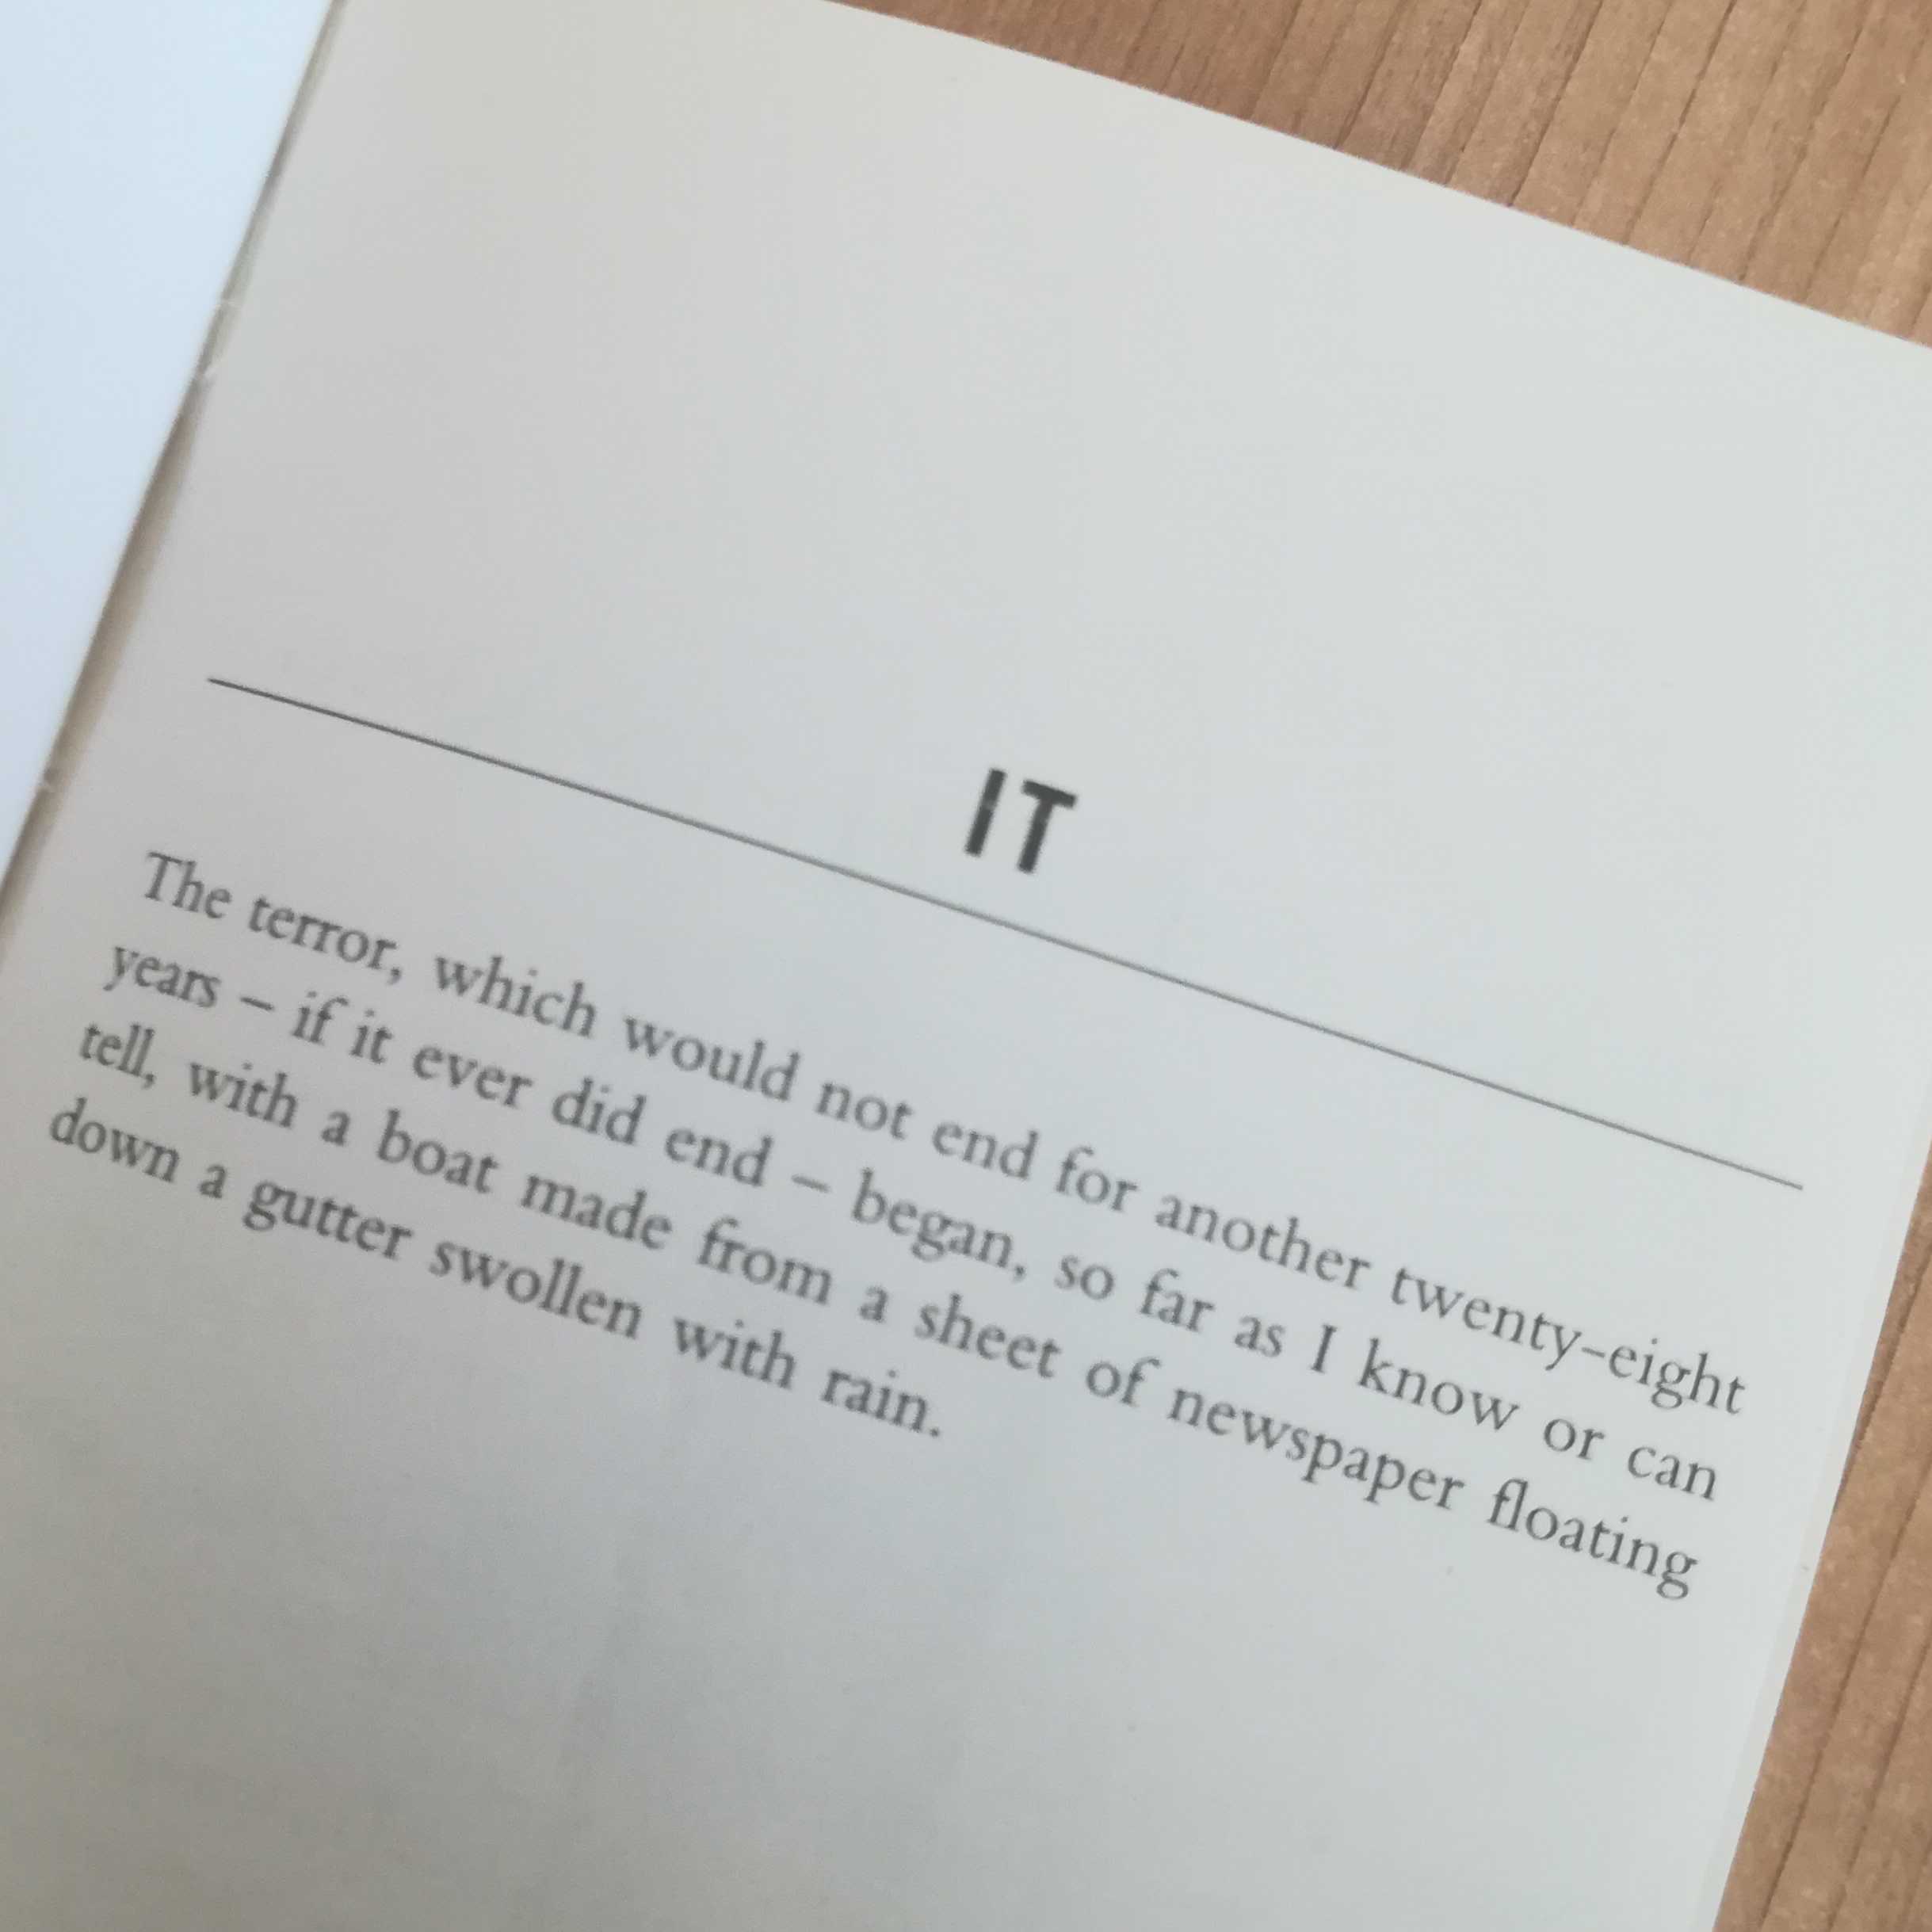 IT
The terror, which would not end for another twenty-eight
years – if it ever did end – began, so far as I know or can
tell, with a boat made from a sheet of newspaper floating
down a gutter swollen with rain.